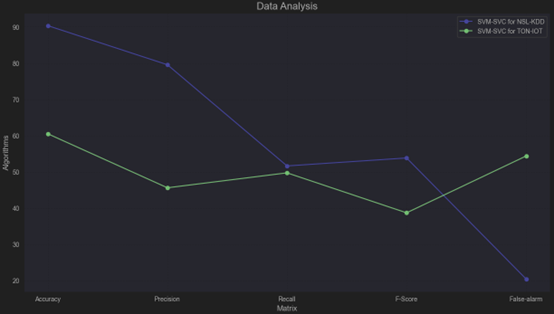 Data Analysis
SVM-SVC for NSL-KDD
SVM-SVC for TON-IOT
Algorithms
90
80
70
60
50
40
30
20
Accuracy
Precision
Recall
F-Score
False-alarm
Matrix